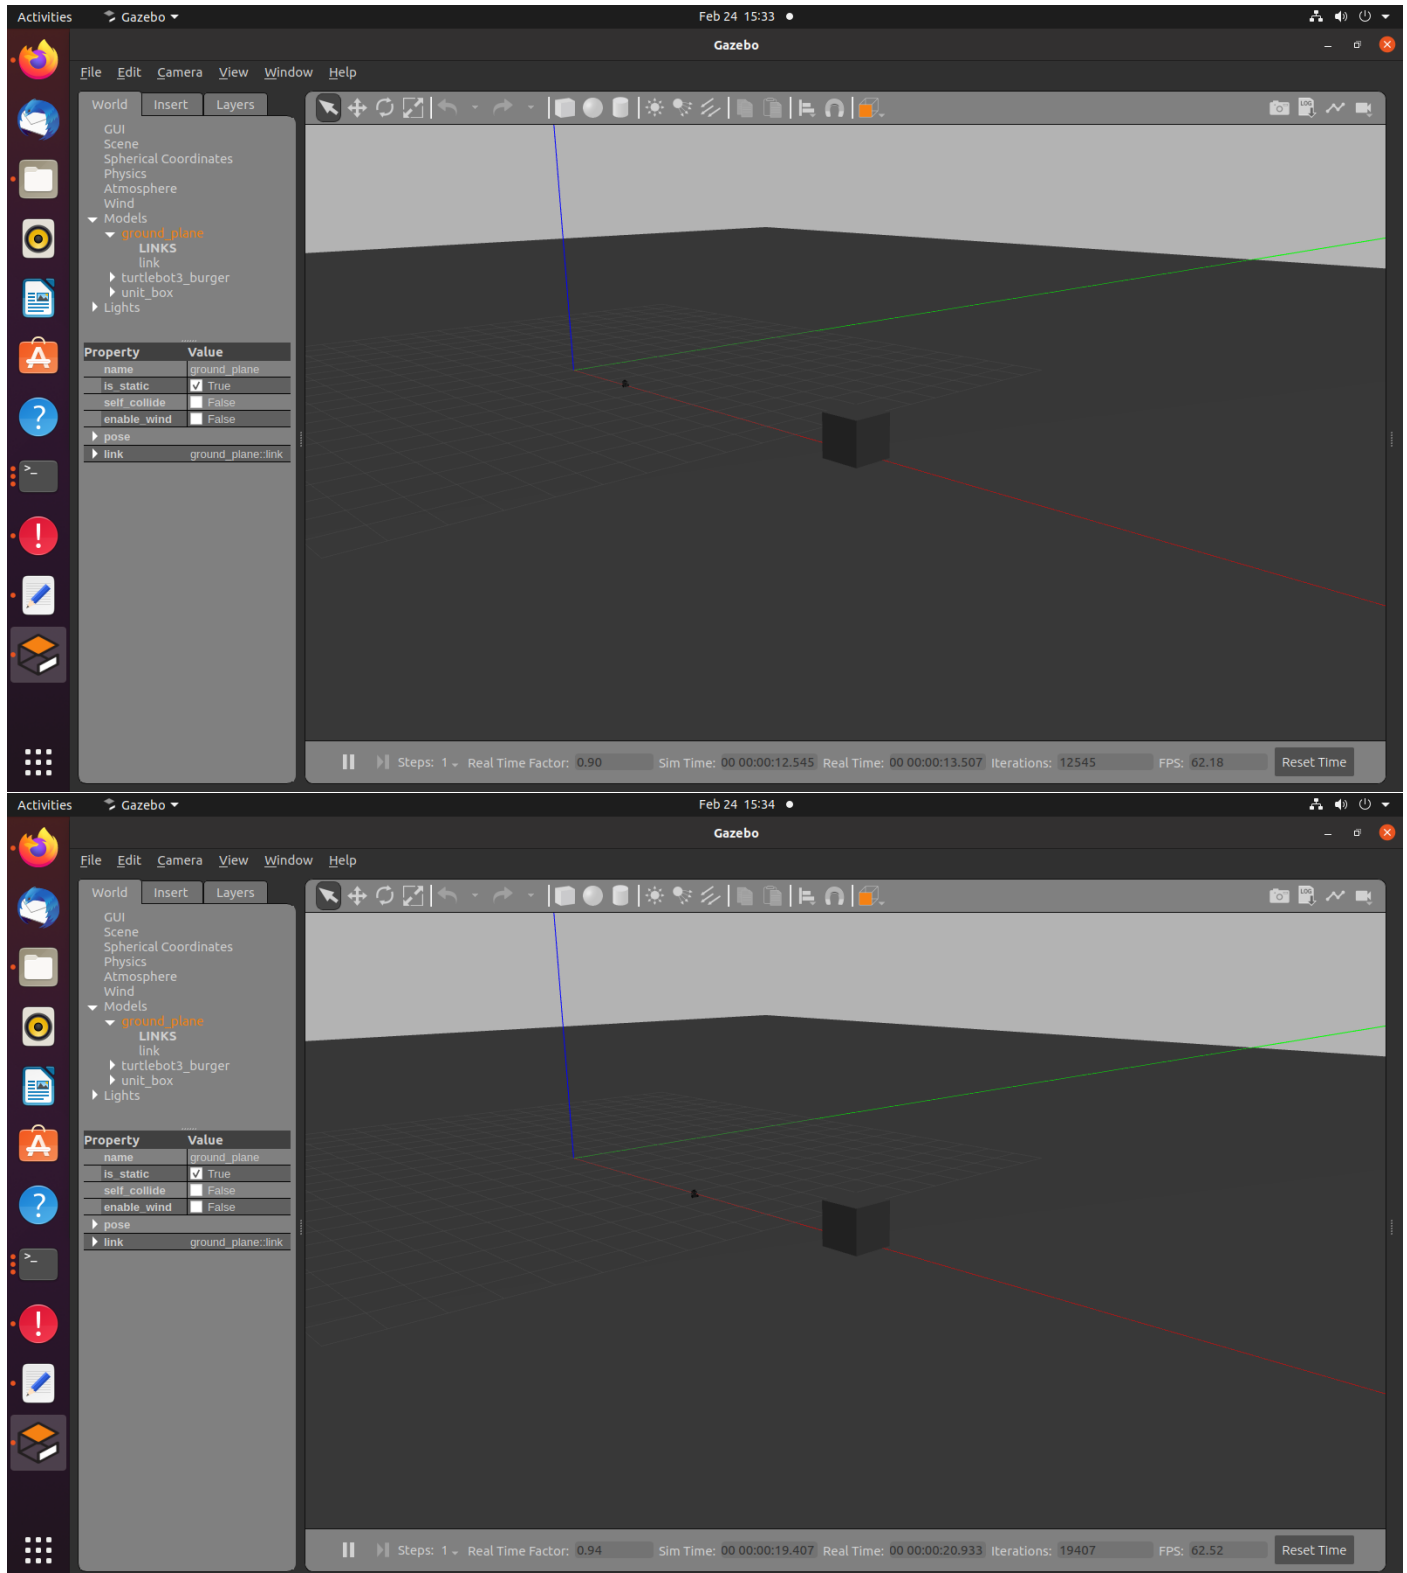 Activities Gazebo Feb 24 15:33
Gazebo
File Edit Camera View Window Help
World Insert Layers
GUI
Scene
Spherical Coordinates
Physics
Atmosphere
Wind
Models
ground_plane
LINKS
link
turtlebot3_burger
unit_box
Lights
Property Value
name ground_plane
is_static True
self_collide False
enable_wind False
pose
link ground_plane::link
Steps: 1 Real Time Factor: 0.90 Sim Time: 00 00:00:12.545 Real Time: 00 00:00:13.507 Iterations: 12545 FPS: 62.18 Reset Time
Activities Gazebo Feb 24 15:34
Gazebo
File Edit Camera View Window Help
World Insert Layers
GUI
Scene
Spherical Coordinates
Physics
Atmosphere
Wind
Models
ground_plane
LINKS
link
turtlebot3_burger
unit_box
Lights
Property Value
name ground_plane
is_static True
self_collide False
enable_wind False
pose
link ground_plane::link
Steps: 1 Real Time Factor: 0.94 Sim Time: 00 00:00:19.407 Real Time: 00 00:00:20.933 Iterations: 19407 FPS: 62.52 Reset Time